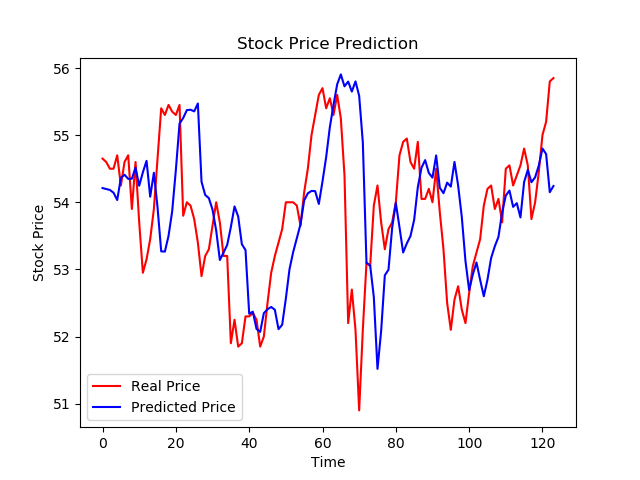 Stock Price Prediction
56
55
54
53
52
51
Stock Price
Real Price
Predicted Price
0 20 40 60 80 100 120
Time